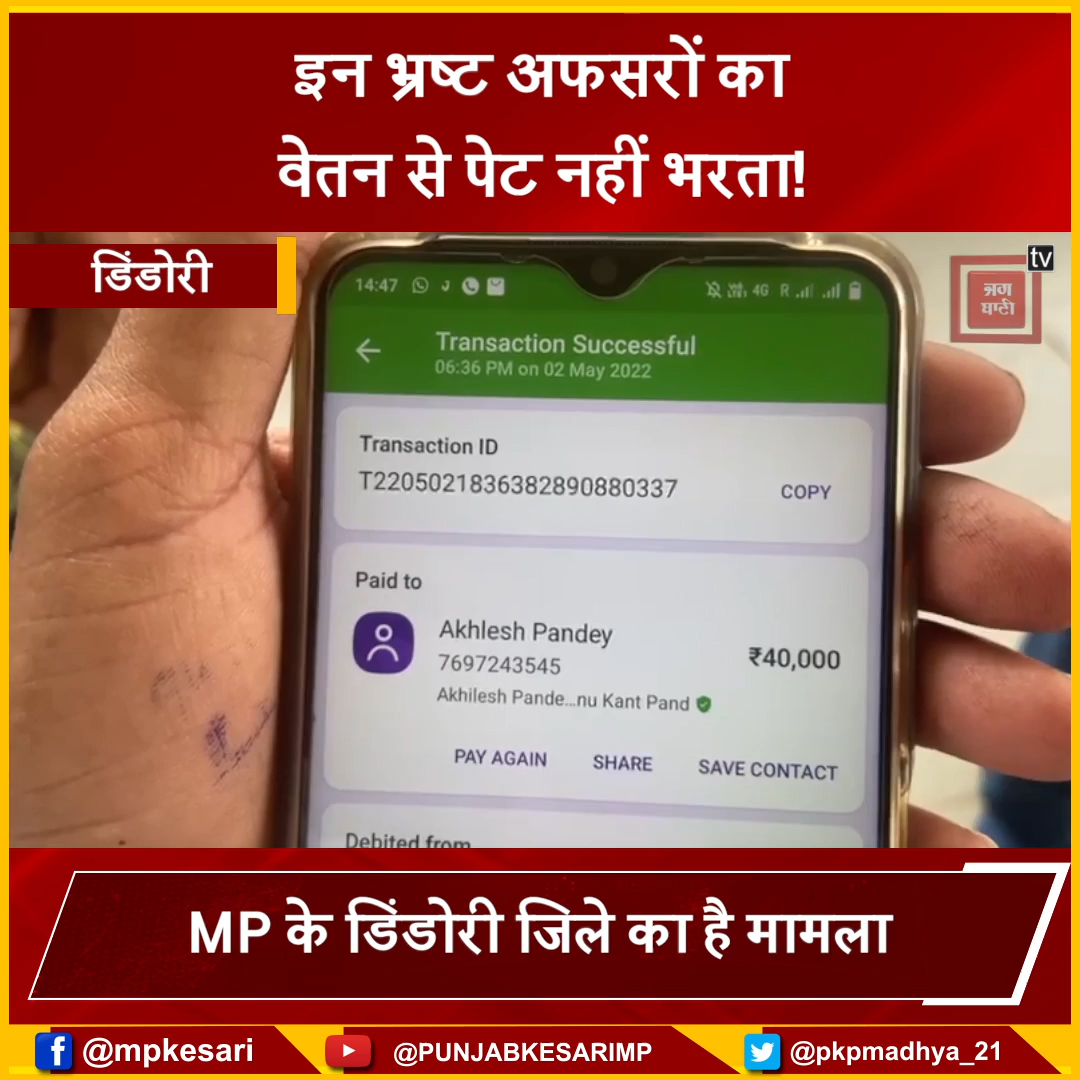 इन भ्रष्ट अफसरों का
वेतन से पेट नहीं भरता!
डिंडोरी
tv
14:47
4G R
Transaction Successful
06:36 PM on 02 May 2022
Transaction ID
T2205021836382890880337
COPY
Paid to
Akhlesh Pandey
7697243545
₹40,000
Akhilesh Pande...nu Kant Pand
PAY AGAIN SHARE SAVE CONTACT
Debited from
MP के डिंडोरी जिले का है मामला
@mpkesari @PUNJABKESARIMP @pkpmadhya_21